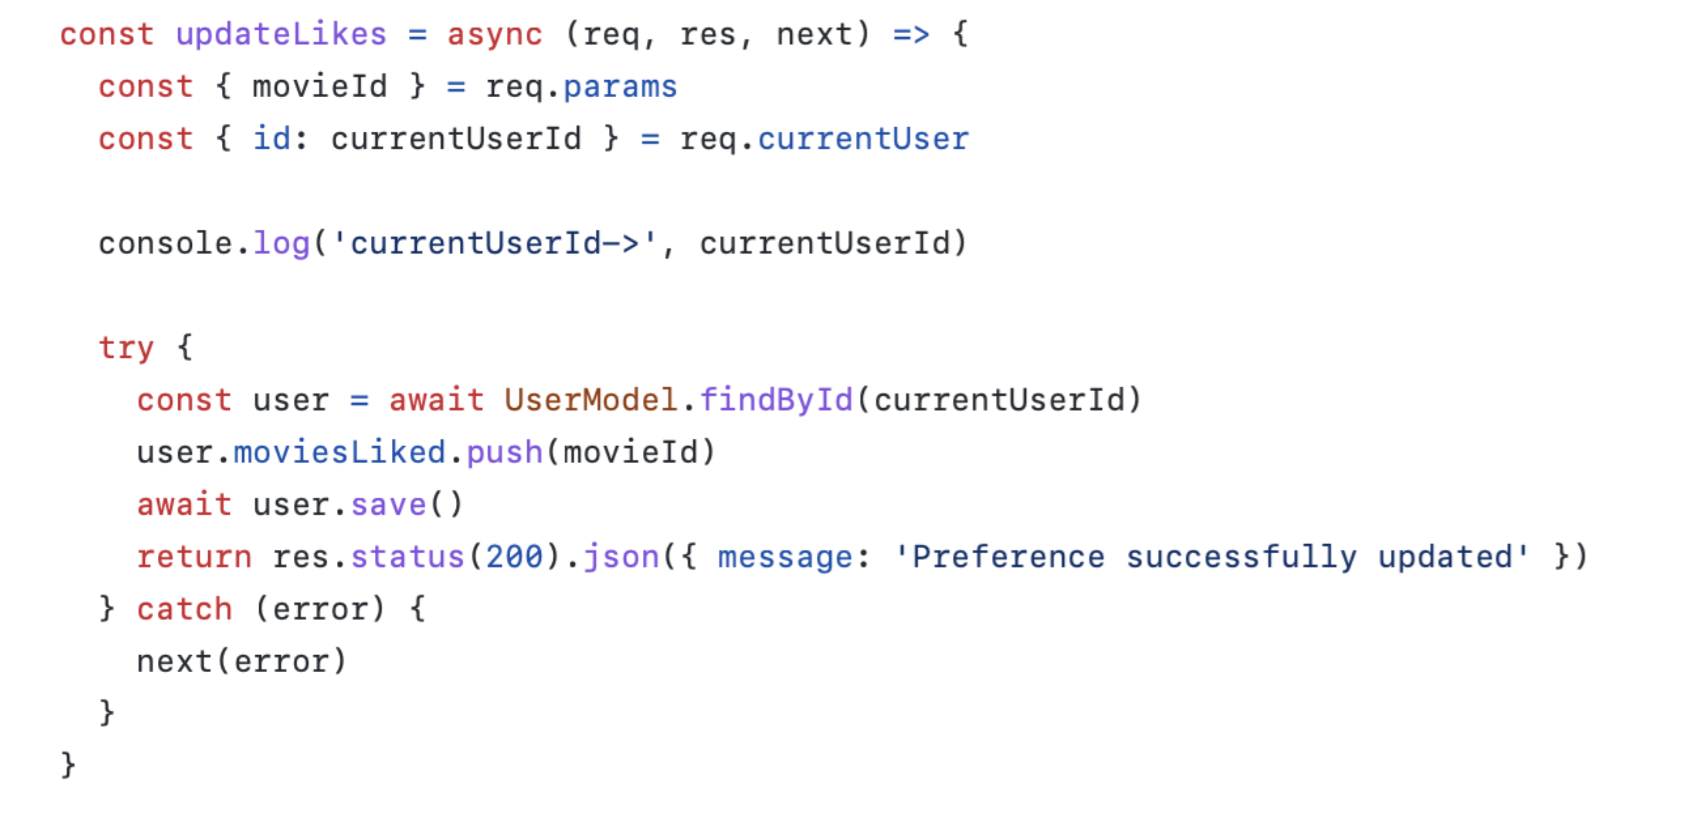 const updateLikes = async (req, res, next) => {
  const { movieId } = req.params
  const { id: currentUserId } = req.currentUser

  console.log('currentUserId->', currentUserId)

  try {
    const user = await UserModel.findById(currentUserId)
    user.moviesLiked.push(movieId)
    await user.save()
    return res.status(200).json({ message: 'Preference successfully updated' })
  } catch (error) {
    next(error)
  }
}